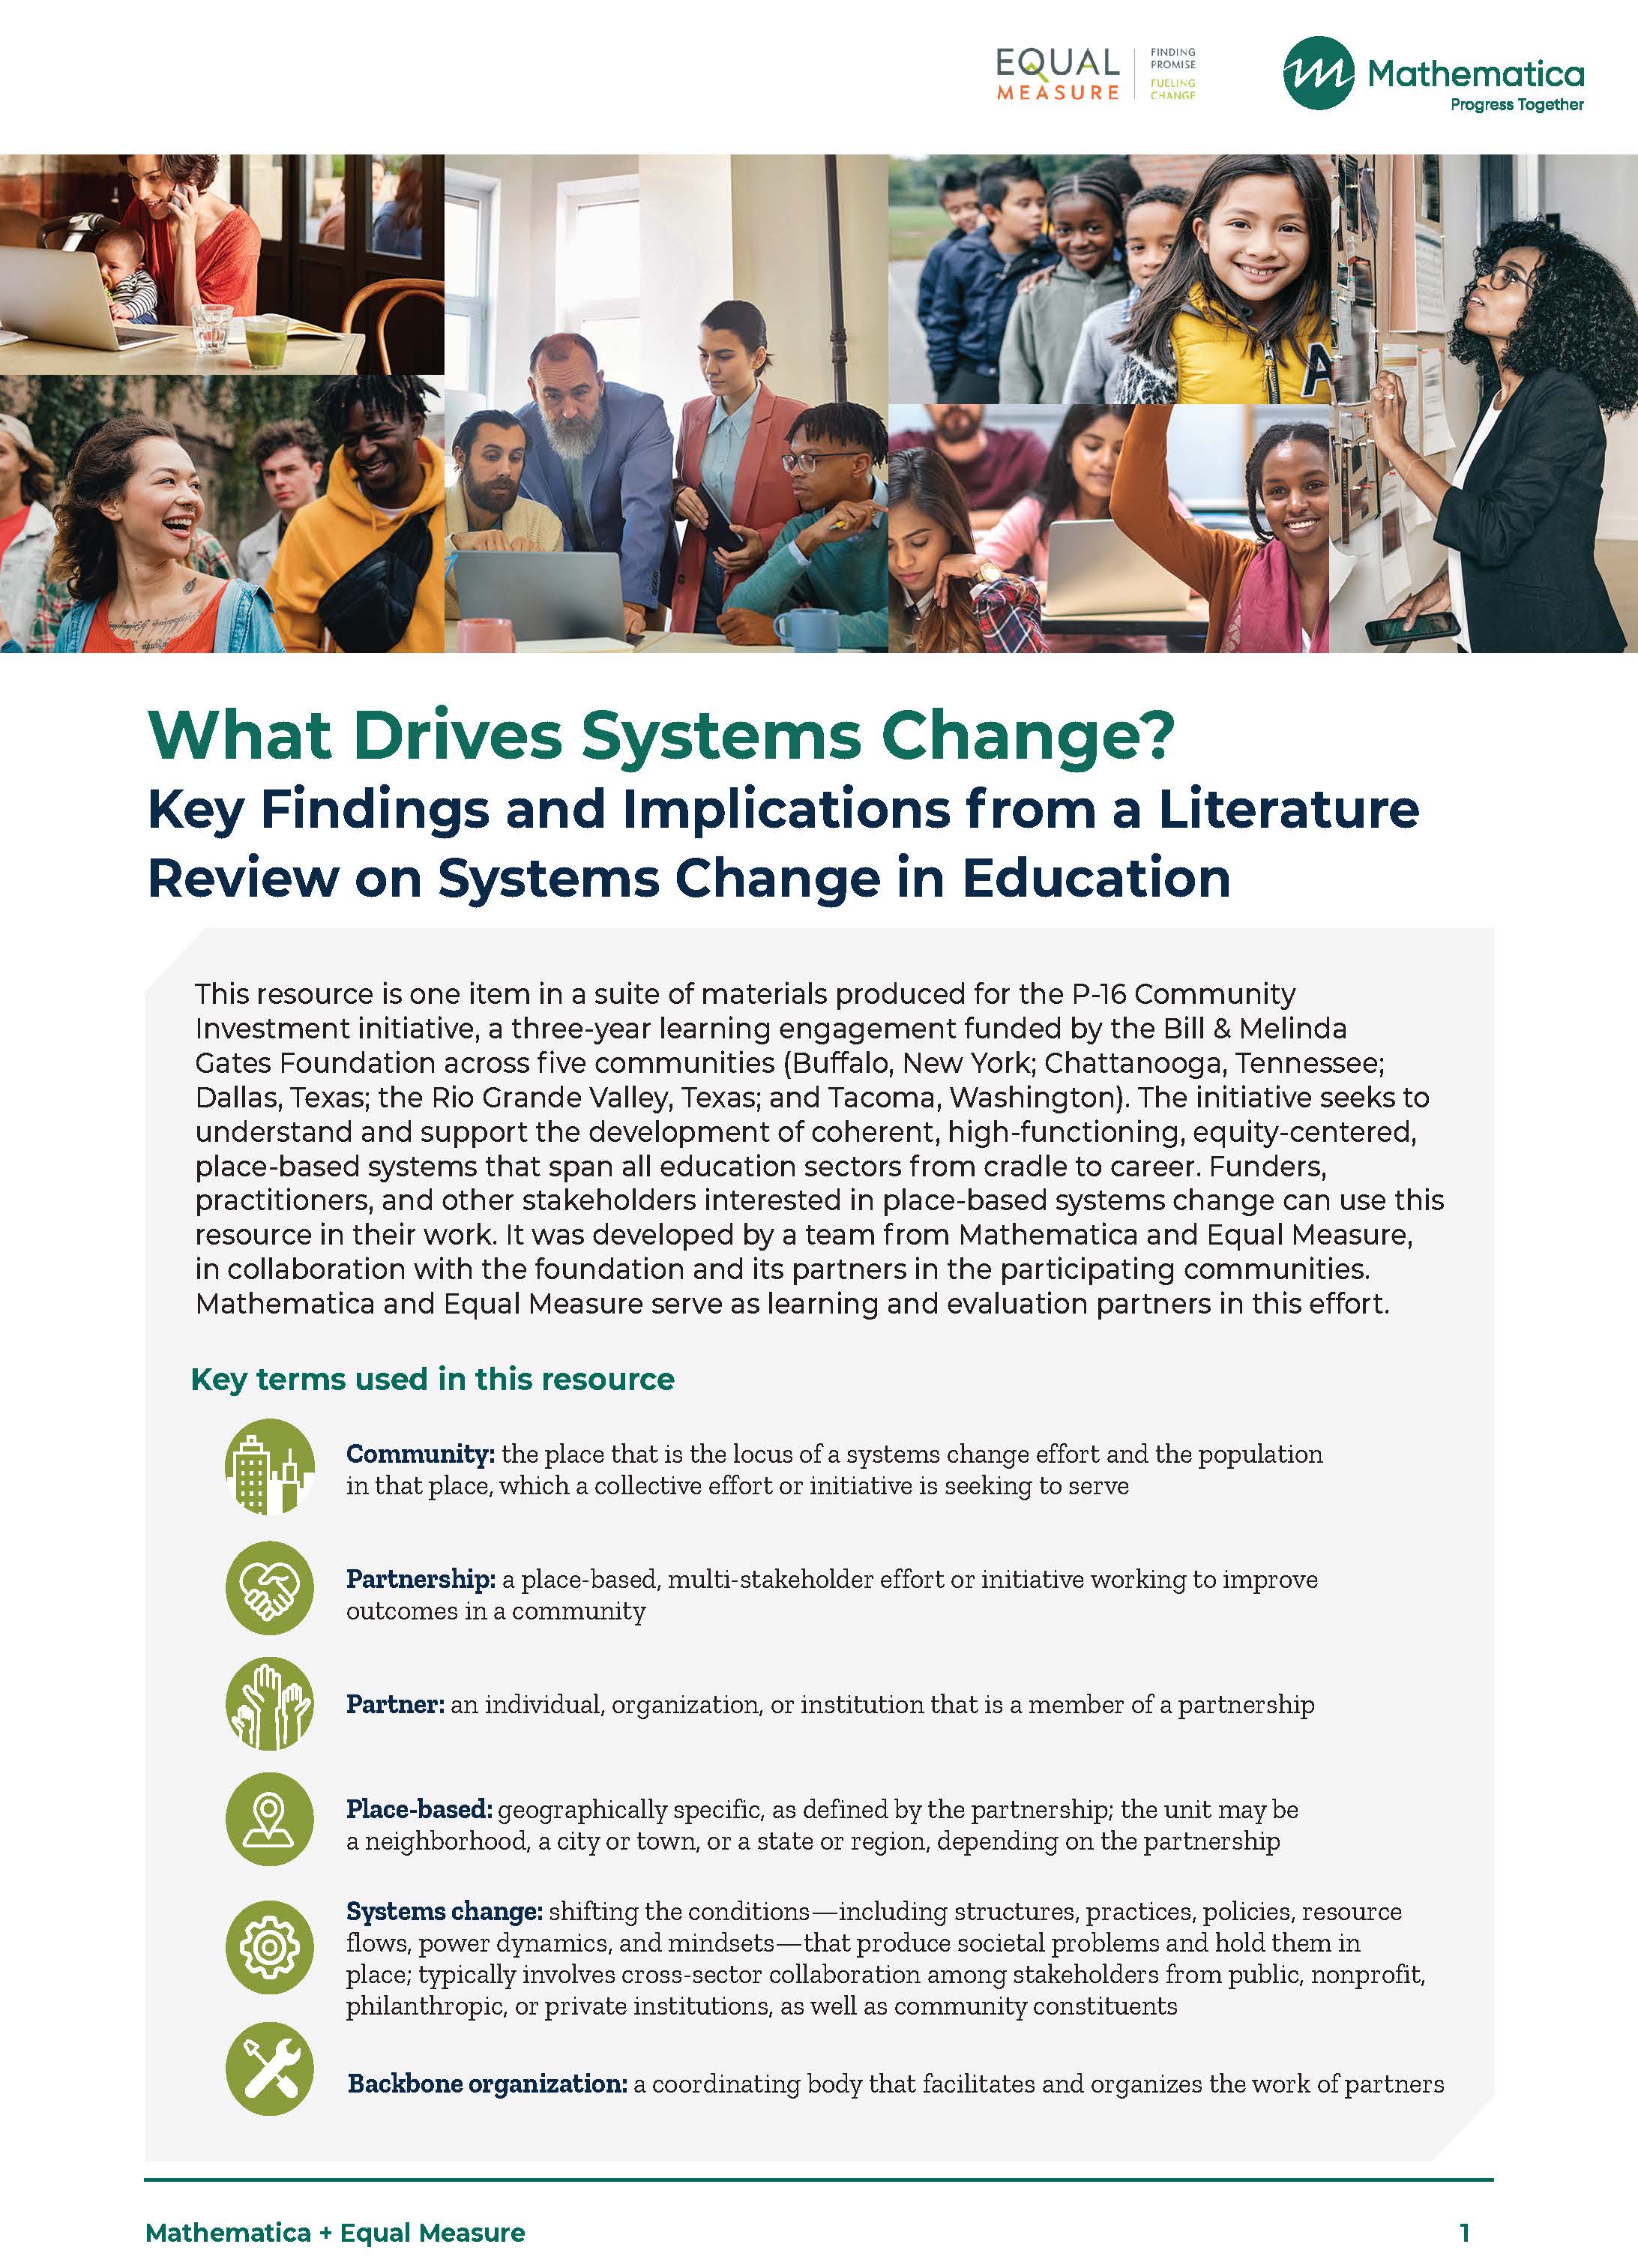 EQUAL
MEASURE
FINDING
PROMISE
FUELING
CHANGE
Mathematica
Progress Together
A
What Drives Systems Change?
Key Findings and Implications from a Literature
Review on Systems Change in Education
This resource is one item in a suite of materials produced for the P-16 Community
Investment initiative, a three-year learning engagement funded by the Bill & Melinda
Gates Foundation across five communities (Buffalo, New York; Chattanooga, Tennessee;
Dallas, Texas; the Rio Grande Valley, Texas; and Tacoma, Washington). The initiative seeks to
understand and support the development of coherent, high-functioning, equity-centered,
place-based systems that span all education sectors from cradle to career. Funders,
practitioners, and other stakeholders interested in place-based systems change can use this
resource in their work. It was developed by a team from Mathematica and Equal Measure,
in collaboration with the foundation and its partners in the participating communities.
Mathematica and Equal Measure serve as learning and evaluation partners in this effort.
Key terms used in this resource
Community: the place that is the locus of a systems change effort and the population
in that place, which a collective effort or initiative is seeking to serve
Partnership: a place-based, multi-stakeholder effort or initiative working to improve
outcomes in a community
Partner: an individual, organization, or institution that is a member of a partnership
Place-based: geographically specific, as defined by the partnership; the unit may be
a neighborhood, a city or town, or a state or region, depending on the partnership
Systems change: shifting the conditions—including structures, practices, policies, resource
flows, power dynamics, and mindsets—that produce societal problems and hold them in
place; typically involves cross-sector collaboration among stakeholders from public, nonprofit,
philanthropic, or private institutions, as well as community constituents
Backbone organization: a coordinating body that facilitates and organizes the work of partners
Mathematica + Equal Measure
1